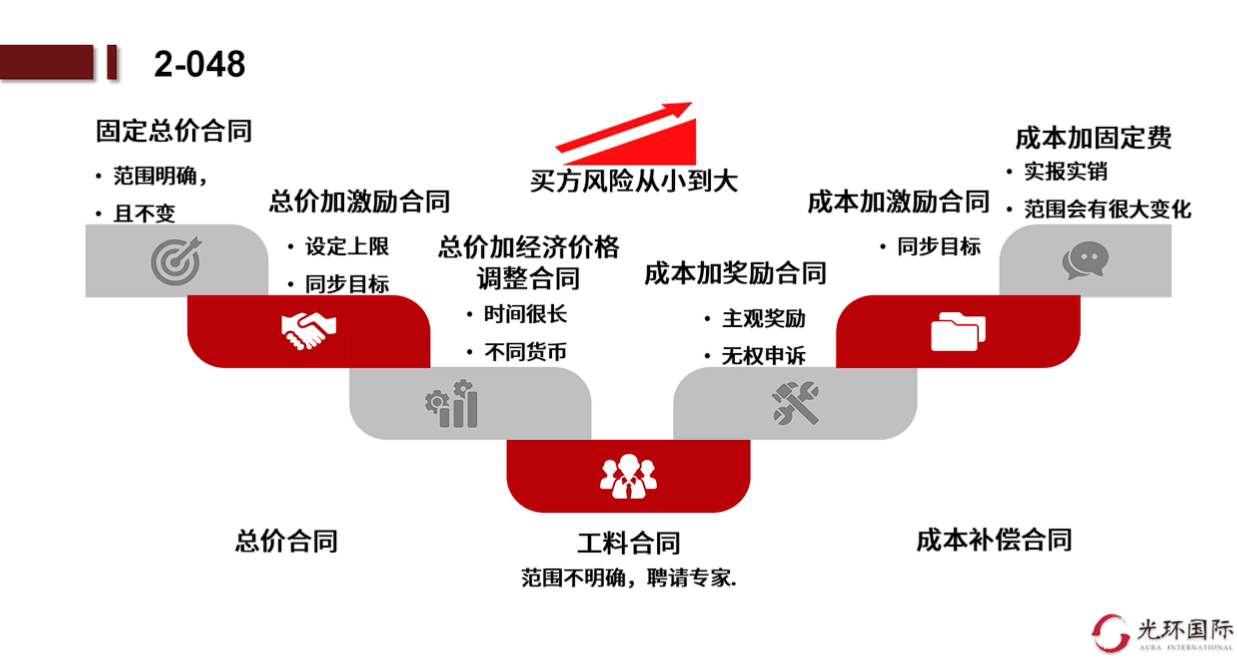 2-048
固定总价合同
• 范围明确，
• 且不变
总价加激励合同
• 设定上限
• 同步目标
总价加经济价格
调整合同
• 时间很长
• 不同货币
买方风险从小到大
成本加奖励合同
• 主观奖励
• 无权申诉
成本加激励合同
• 同步目标
成本加固定费
• 实报实销
• 范围会有很大变化
总价合同
工料合同
范围不明确，聘请专家.
成本补偿合同
光环国际
AURA INTERNATIONAL